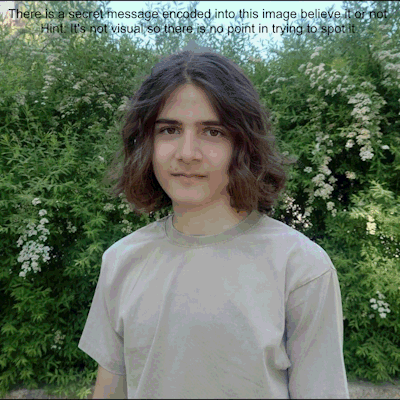 There is a secret message encoded into this image believe it or not
Hint: It's not visual so there is no point in trying to spot it